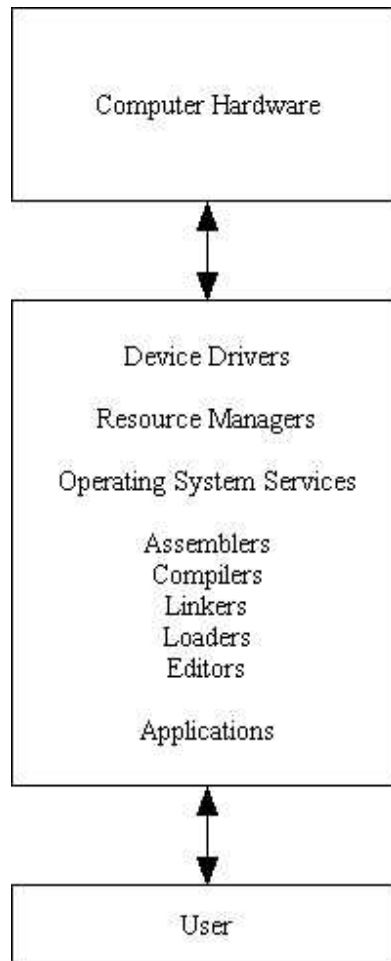 Computer Hardware
Device Drivers
Resource Managers
Operating System Services
Assemblers
Compilers
Linkers
Loaders
Editors
Applications
User